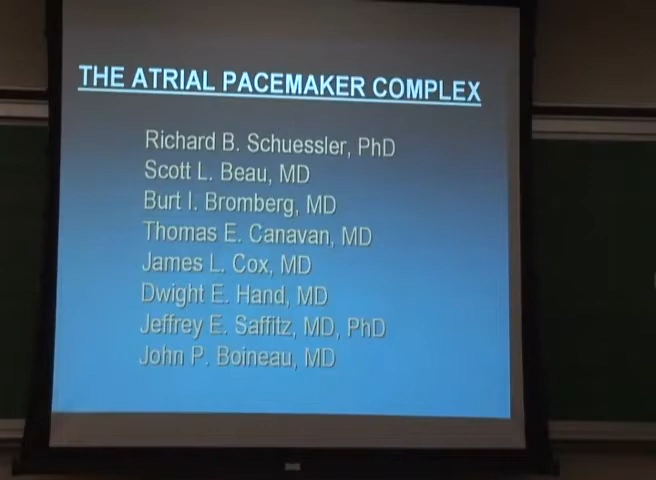 THE ATRIAL PACEMAKER COMPLEX
Richard B. Schuessler, PhD
Scott L. Beau, MD
Burt I. Bromberg, MD
Thomas E. Canavan, MD
James L. Cox, MD
Dwight E. Hand, MD
Jeffrey E. Saffitz, MD, PhD
John P. Boineau, MD